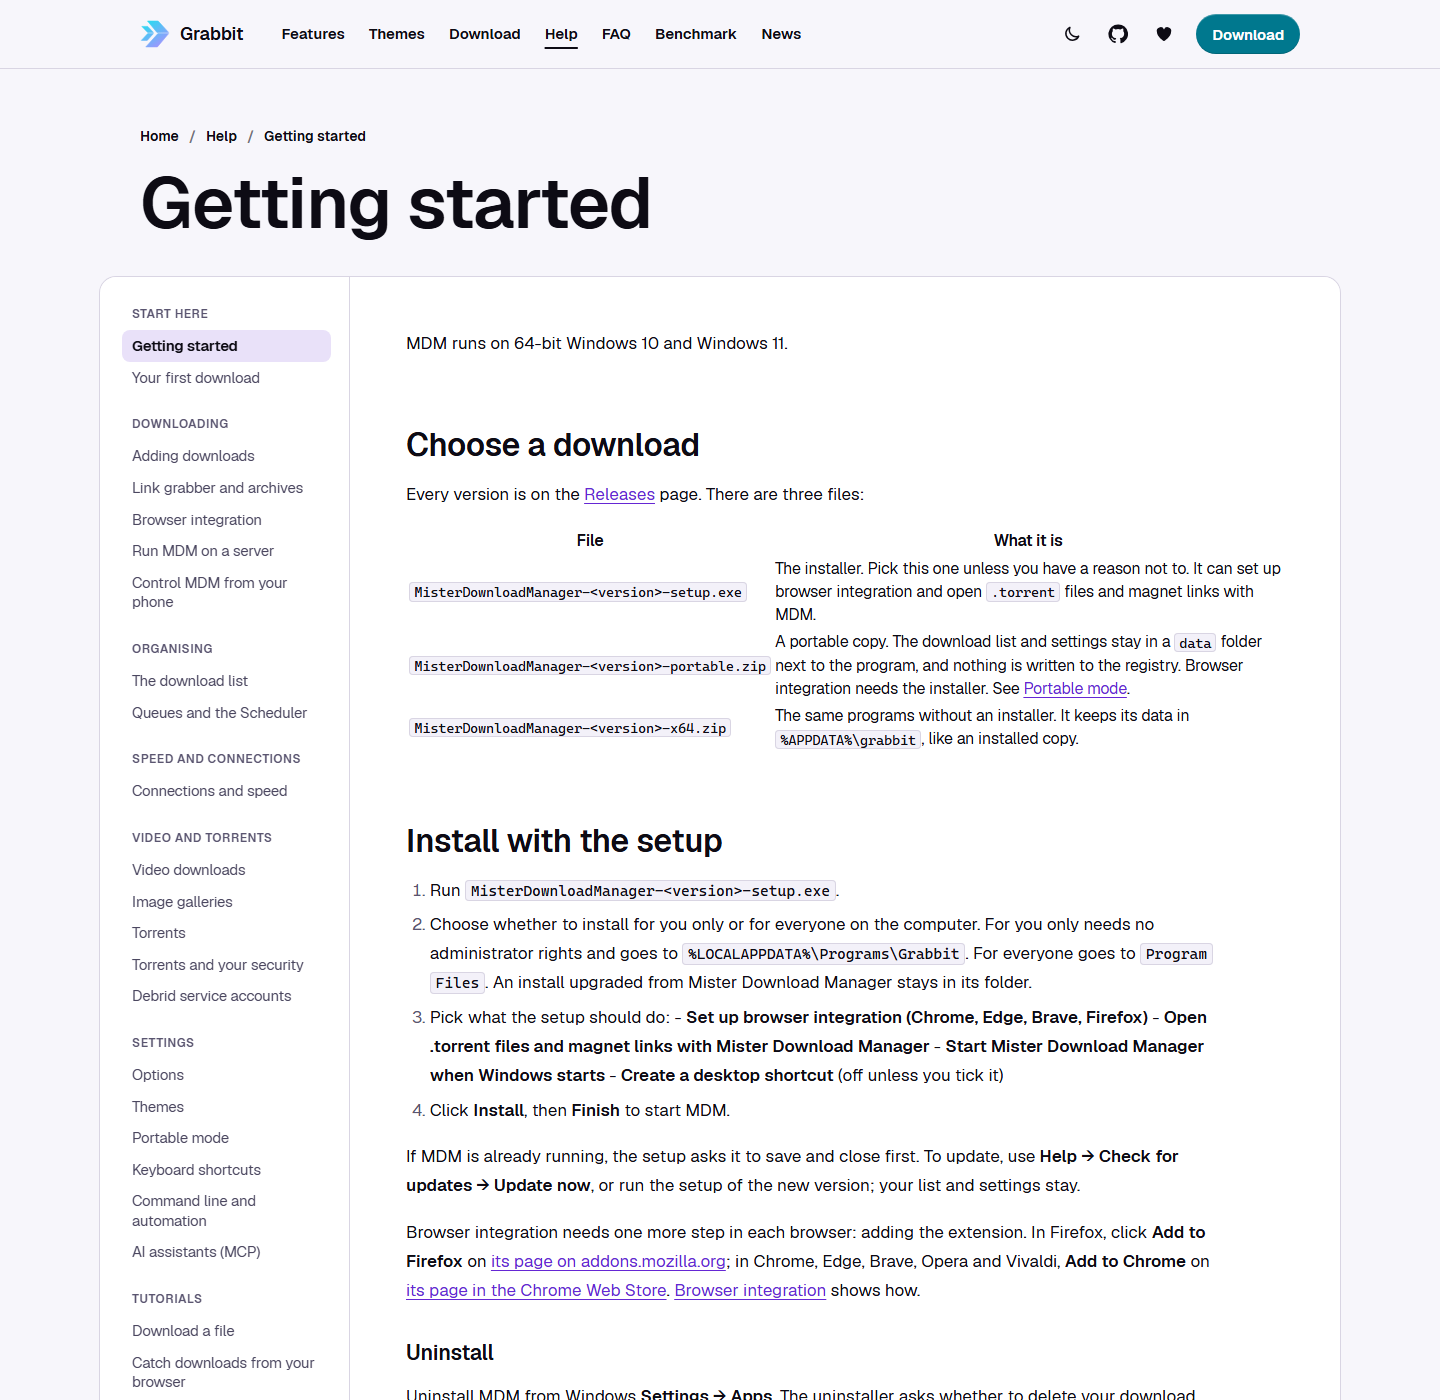 Grabbit
Features
Themes
Download
Help
FAQ
Benchmark
News
Download
Home / Help / Getting started
Getting started
START HERE
Getting started
Your first download
DOWNLOADING
Adding downloads
Link grabber and archives
Browser integration
Run MDM on a server
Control MDM from your
phone
ORGANISING
The download list
Queues and the Scheduler
SPEED AND CONNECTIONS
Connections and speed
VIDEO AND TORRENTS
Video downloads
Image galleries
Torrents
Torrents and your security
Debrid service accounts
SETTINGS
Options
Themes
Portable mode
Keyboard shortcuts
Command line and
automation
AI assistants (MCP)
TUTORIALS
Download a file
Catch downloads from your
browser
MDM runs on 64-bit Windows 10 and Windows 11.
Choose a download
Every version is on the Releases page. There are three files:
File
What it is
MisterDownloadManager-<version>-setup.exe
The installer. Pick this one unless you have a reason not to. It can set up
browser integration and open .torrent files and magnet links with
MDM.
MisterDownloadManager-<version>-portable.zip
A portable copy. The download list and settings stay in a data folder
next to the program, and nothing is written to the registry. Browser
integration needs the installer. See Portable mode.
MisterDownloadManager-<version>-x64.zip
The same programs without an installer. It keeps its data in
%APPDATA%\grabbit, like an installed copy.
Install with the setup
1. Run MisterDownloadManager-<version>-setup.exe.
2. Choose whether to install for you only or for everyone on the computer. For you only needs no
administrator rights and goes to %LOCALAPPDATA%\Programs\Grabbit. For everyone goes to Program
Files. An install upgraded from Mister Download Manager stays in its folder.
3. Pick what the setup should do: - Set up browser integration (Chrome, Edge, Brave, Firefox) - Open
.torrent files and magnet links with Mister Download Manager - Start Mister Download Manager
when Windows starts - Create a desktop shortcut (off unless you tick it)
4. Click Install, then Finish to start MDM.
If MDM is already running, the setup asks it to save and close first. To update, use Help → Check for
updates → Update now, or run the setup of the new version; your list and settings stay.
Browser integration needs one more step in each browser: adding the extension. In Firefox, click Add to
Firefox on its page on addons.mozilla.org; in Chrome, Edge, Brave, Opera and Vivaldi, Add to Chrome on
its page in the Chrome Web Store. Browser integration shows how.
Uninstall
Uninstall MDM from Windows Settings → Apps. The uninstaller asks whether to delete your download